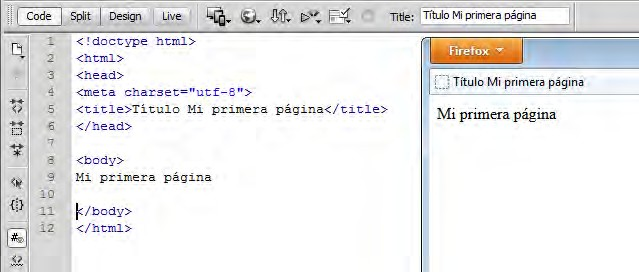 Code Split Design Live Title: Título Mi primera página
1 <!doctype html>
2 <html>
3 <head>
4 <meta charset="utf-8">
5 <title>Título Mi primera página</title>
6 </head>
7
8 <body>
9 Mi primera página
10
11 </body>
12 </html>
Firefox
Título Mi primera página
Mi primera página